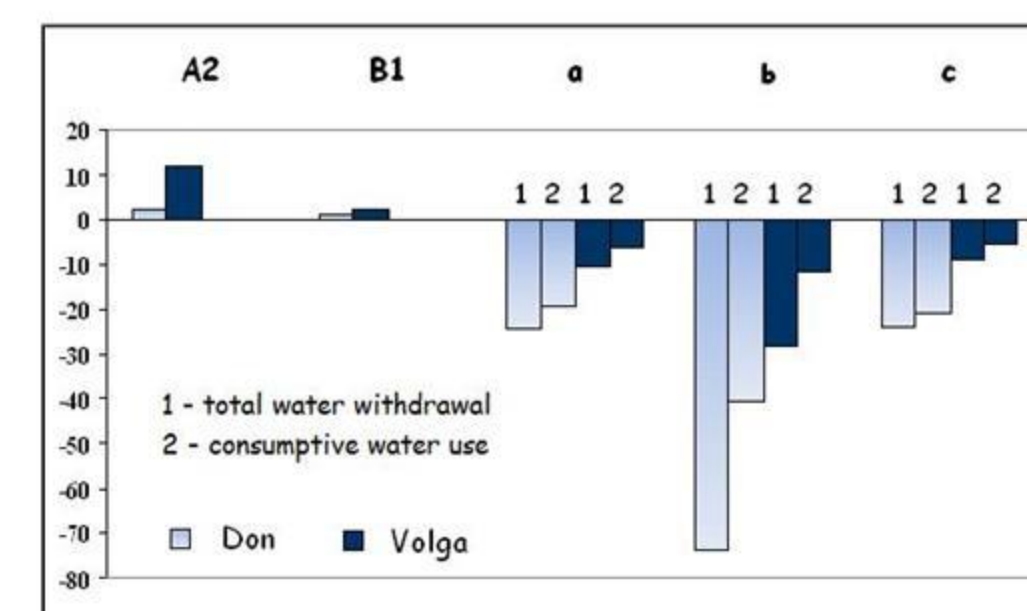 A2 B1 a b c
20
10
0
-10
-20
-30
-40
-50
-60
-70
-80
1 2 1 2 1 2 1 2 1 2 1 2
1 - total water withdrawal
2 - consumptive water use
Don Volga